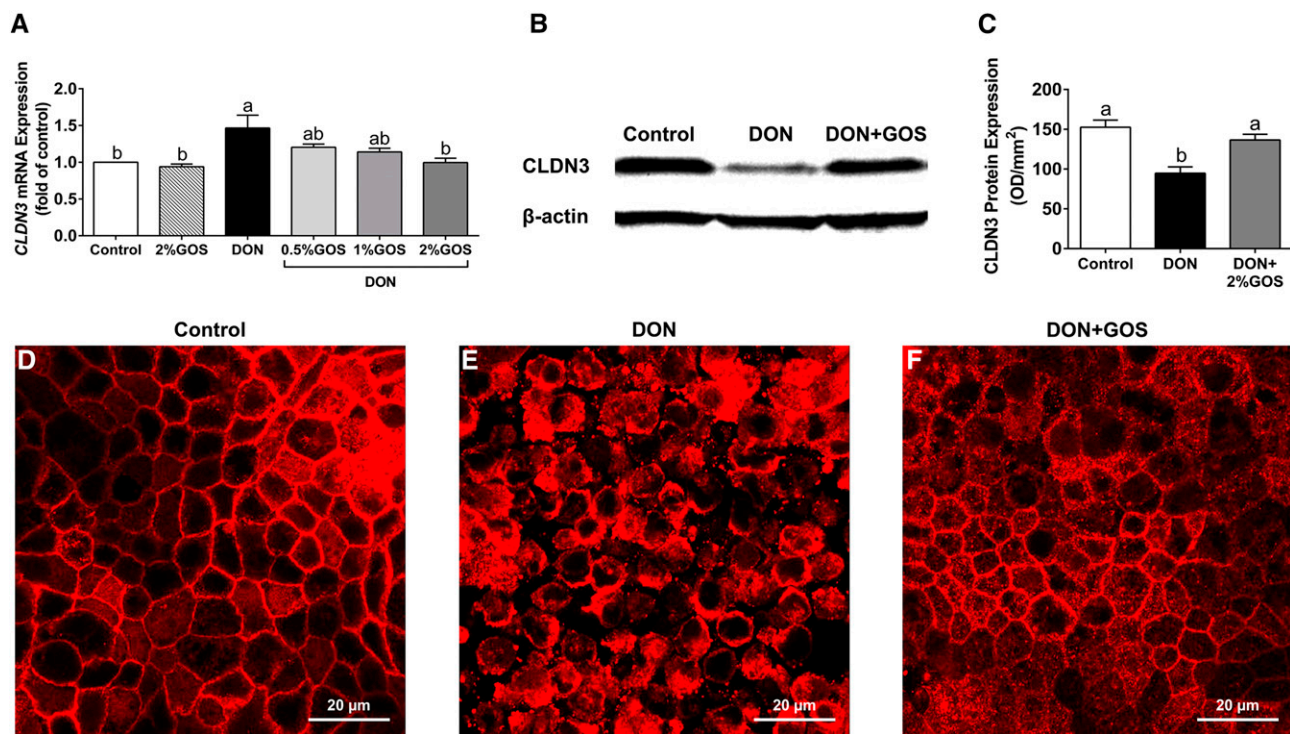 A
CLDN3 mRNA Expression
(fold of control)
2.0
1.5
1.0
0.5
0.0
b
b
a
ab
ab
b
Control
2%GOS
DON
0.5%GOS
1%GOS
2%GOS
DON
B
Control DON DON+GOS
CLDN3
β-actin
C
CLDN3 Protein Expression
(OD/mm²)
200
150
100
50
0
a
b
a
Control
DON
DON+
2%GOS
Control
D
20 µm
DON
E
20 µm
DON+GOS
F
20 µm